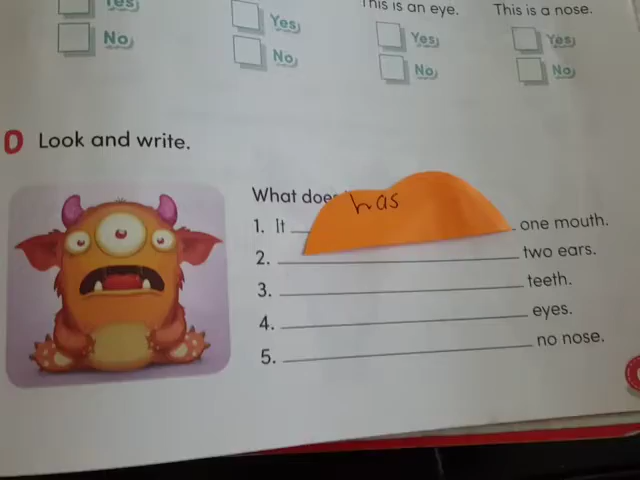 Yes
No
Yes
No
This is an eye.
Yes
No
This is a nose.
Yes
No
D Look and write.
What does
has
1. It one mouth.
2. two ears.
3. teeth.
4. eyes.
5. no nose.